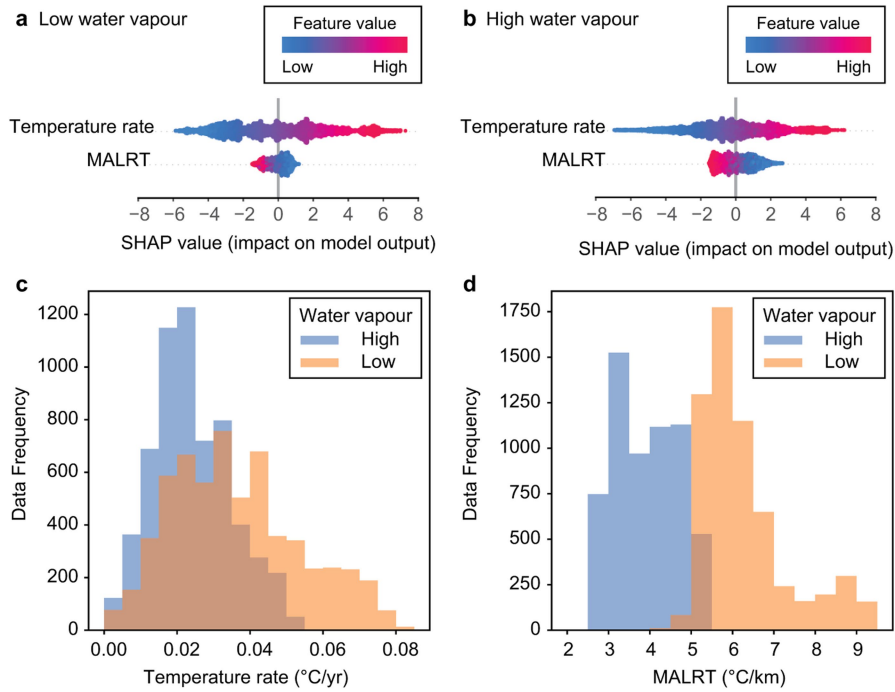 a Low water vapour
Feature value
Low High
Temperature rate
MALRT
−8 −6 −4 −2 0 2 4 6 8
SHAP value (impact on model output)
b High water vapour
Feature value
Low High
Temperature rate
MALRT
−8 −6 −4 −2 0 2 4 6 8
SHAP value (impact on model output)
c
Water vapour
High
Low
1200
1000
800
600
400
200
0
Data Frequency
0.00 0.02 0.04 0.06 0.08
Temperature rate (°C/yr)
d
Water vapour
High
Low
1750
1500
1250
1000
750
500
250
0
Data Frequency
2 3 4 5 6 7 8 9
MALRT (°C/km)